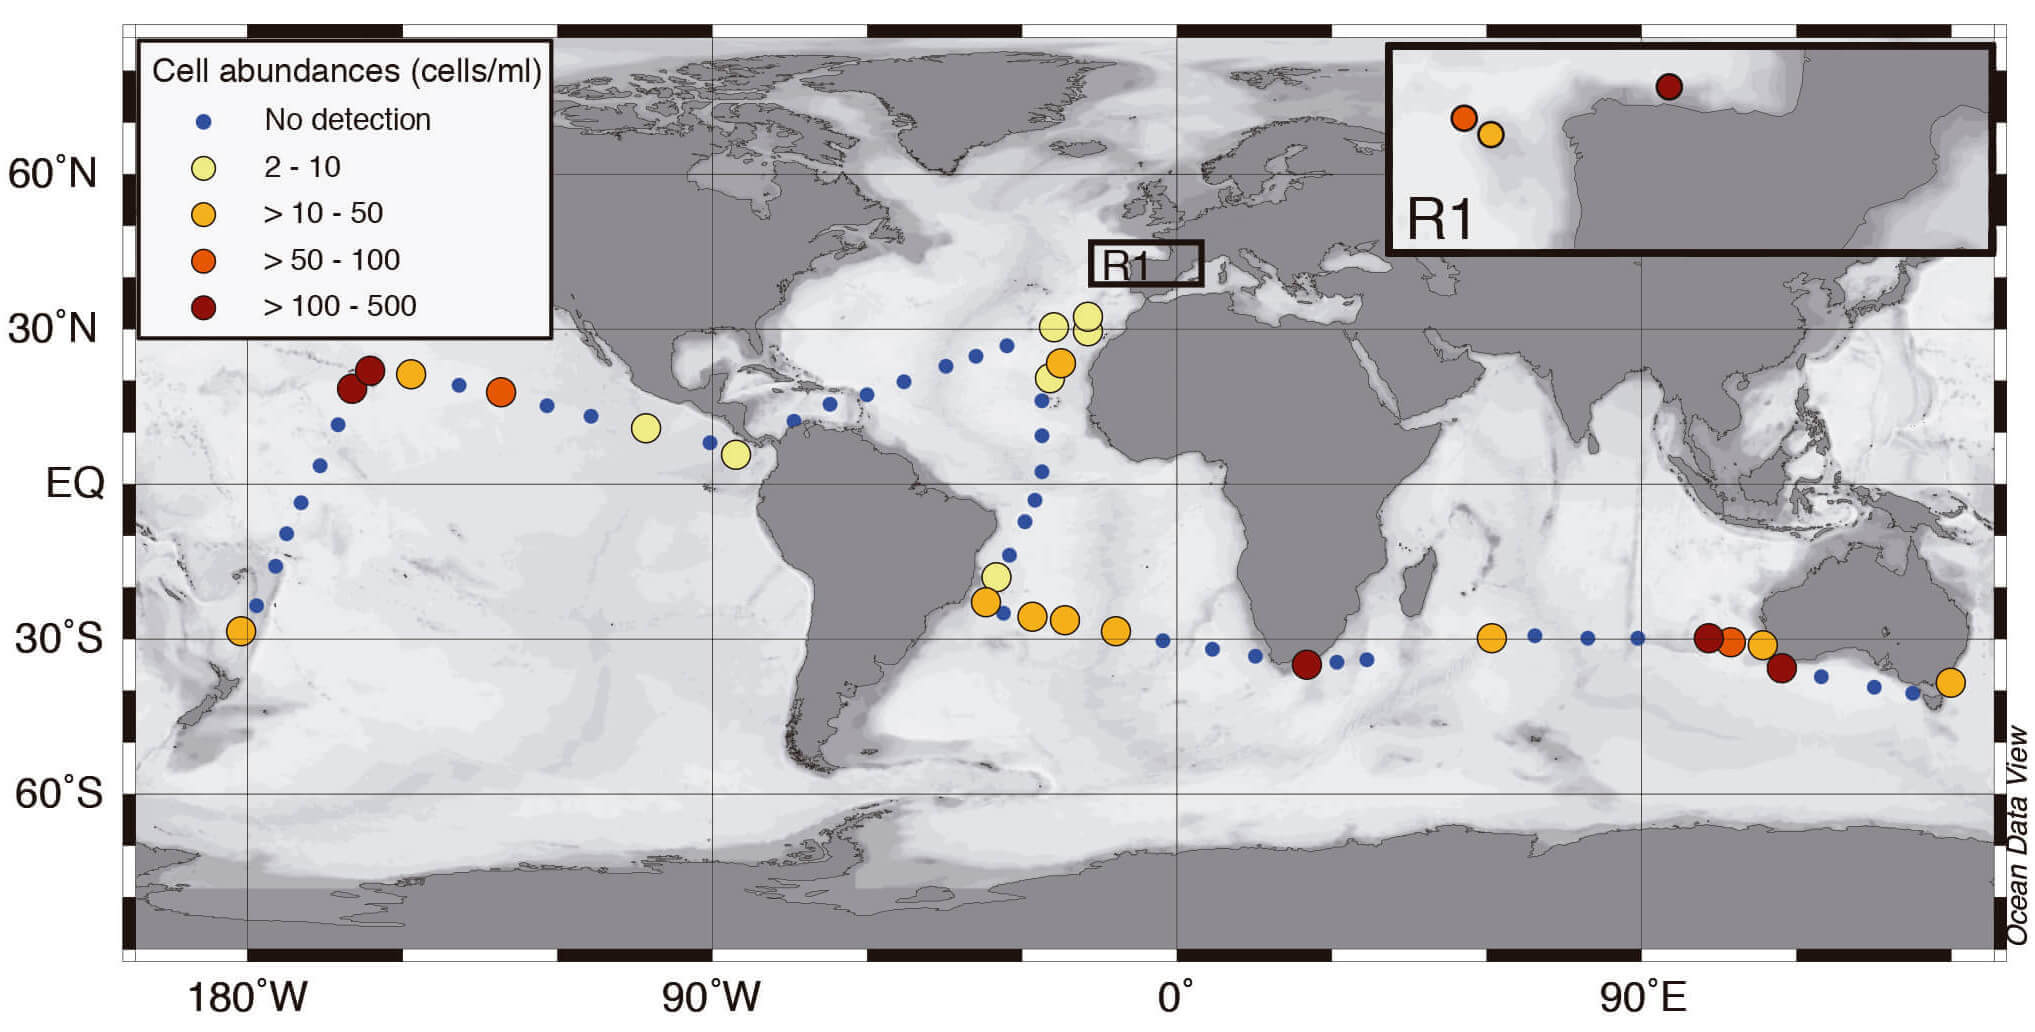 Cell abundances (cells/ml)
No detection
2 - 10
> 10 - 50
> 50 - 100
> 100 - 500
R1
R1
60°N
30°N
EQ
30°S
60°S
180°W
90°W
0°
90°E
Ocean Data View